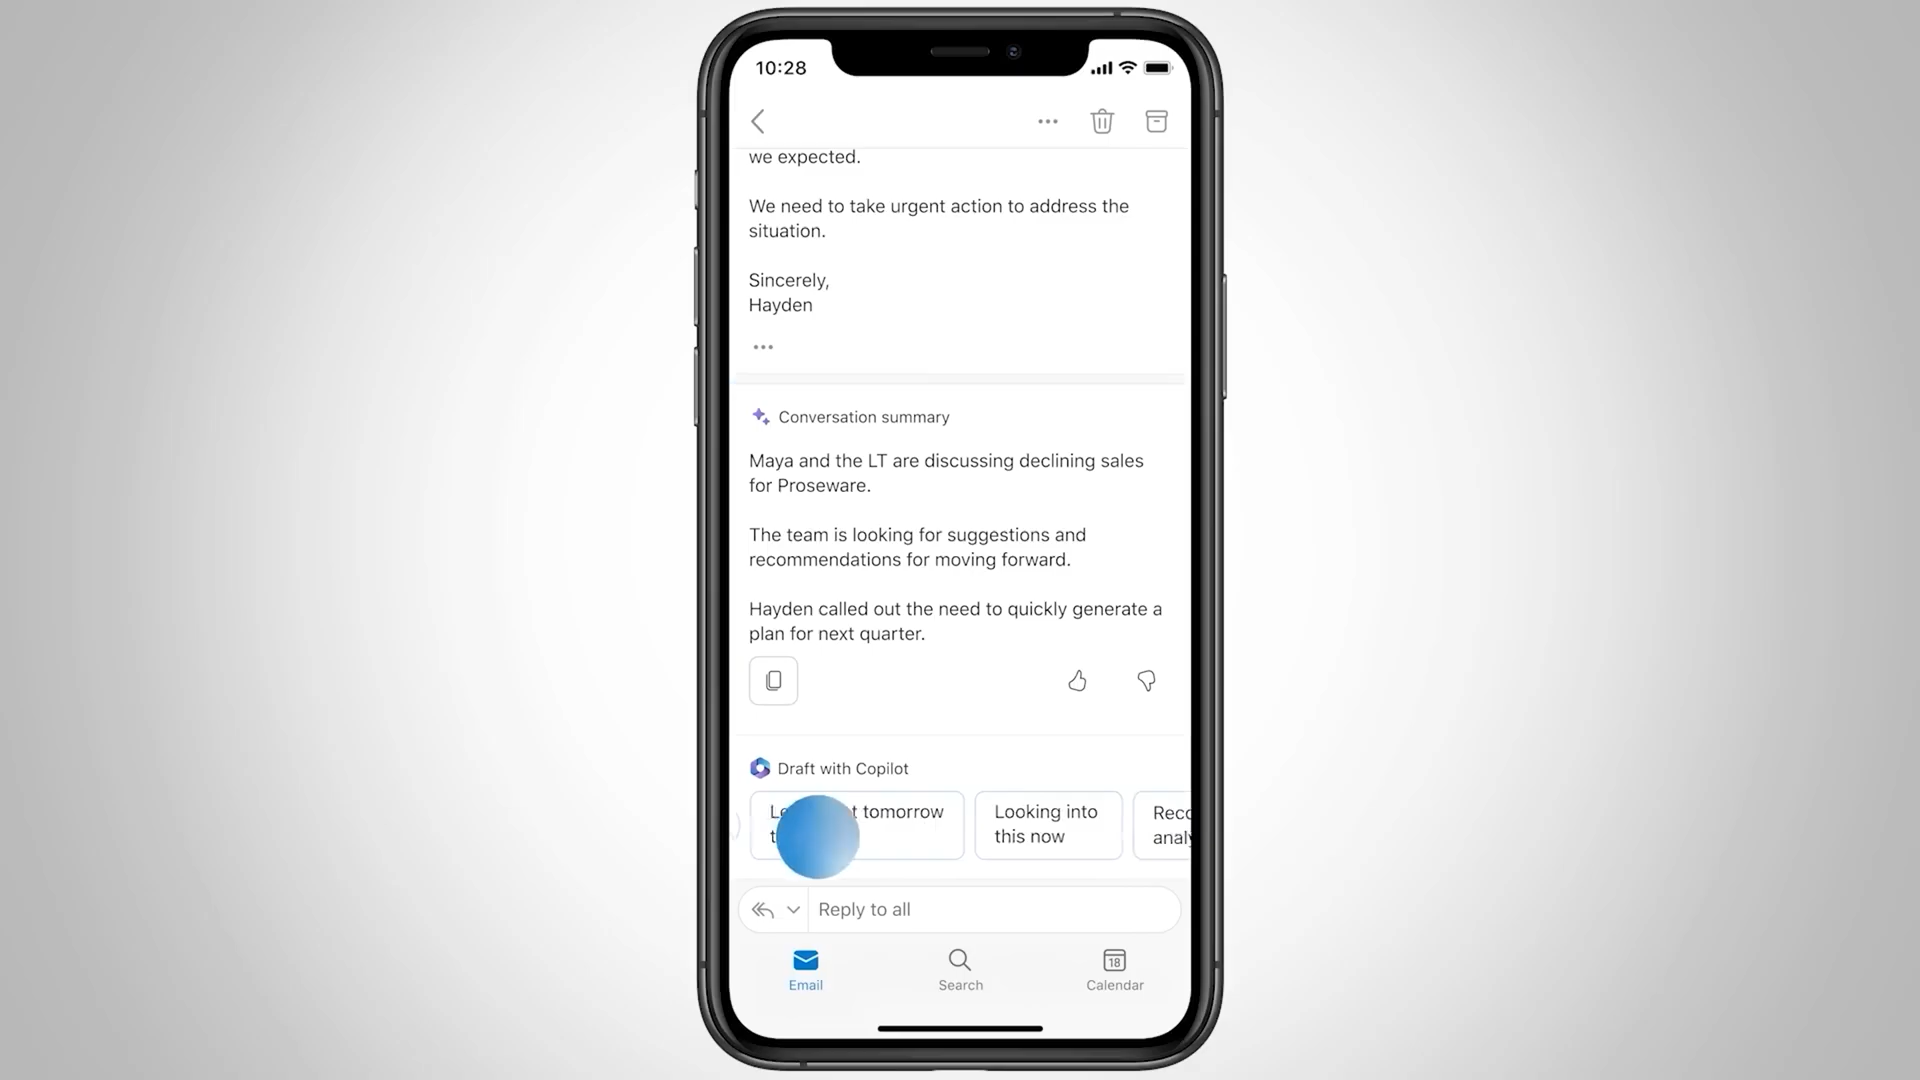 10:28
we expected.
We need to take urgent action to address the
situation.
Sincerely,
Hayden
Conversation summary
Maya and the LT are discussing declining sales
for Proseware.
The team is looking for suggestions and
recommendations for moving forward.
Hayden called out the need to quickly generate a
plan for next quarter.
Draft with Copilot
tomorrow
Looking into
this now
Reply to all
18
Email
Search
Calendar